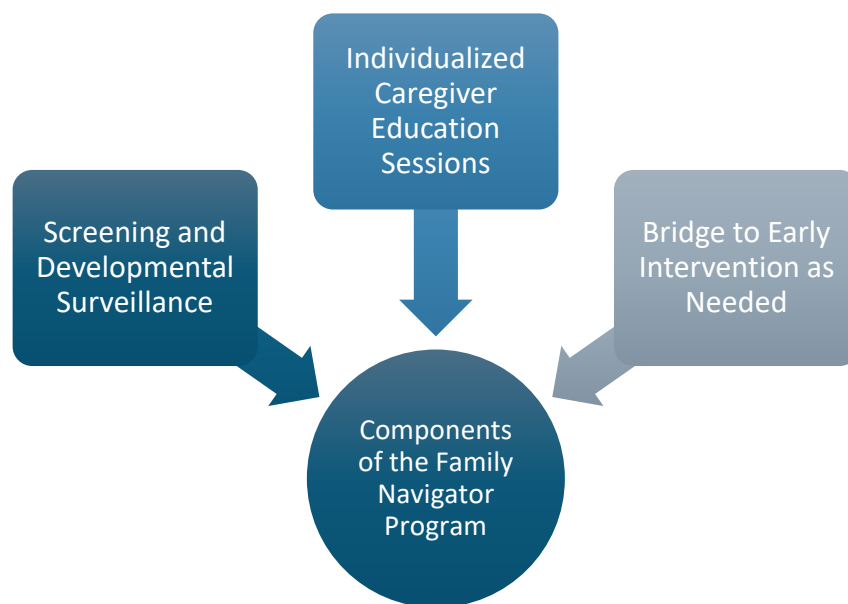 Individualized
Caregiver
Education
Sessions
Screening and
Developmental
Surveillance
Bridge to Early
Intervention as
Needed
Components
of the Family
Navigator
Program